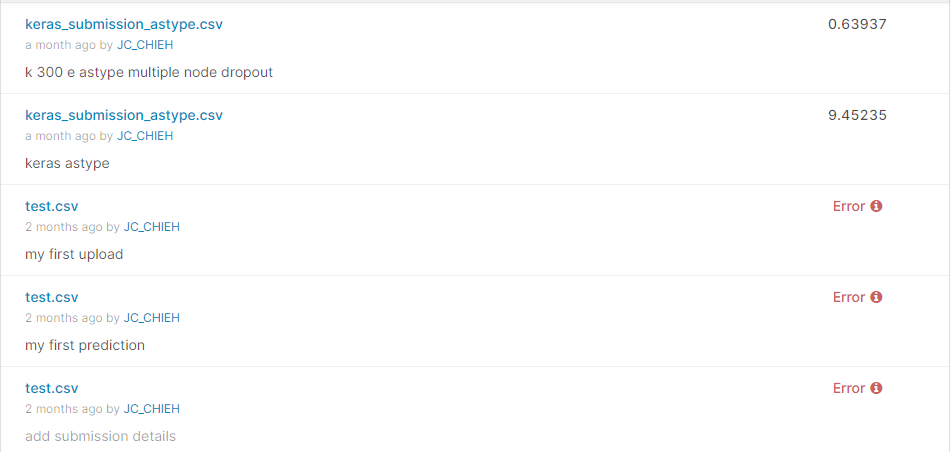 keras_submission_astype.csv 0.63937
a month ago by JC_CHIEH
k 300 e astype multiple node dropout
keras_submission_astype.csv 9.45235
a month ago by JC_CHIEH
keras astype
test.csv Error
2 months ago by JC_CHIEH
my first upload
test.csv Error
2 months ago by JC_CHIEH
my first prediction
test.csv Error
2 months ago by JC_CHIEH
add submission details